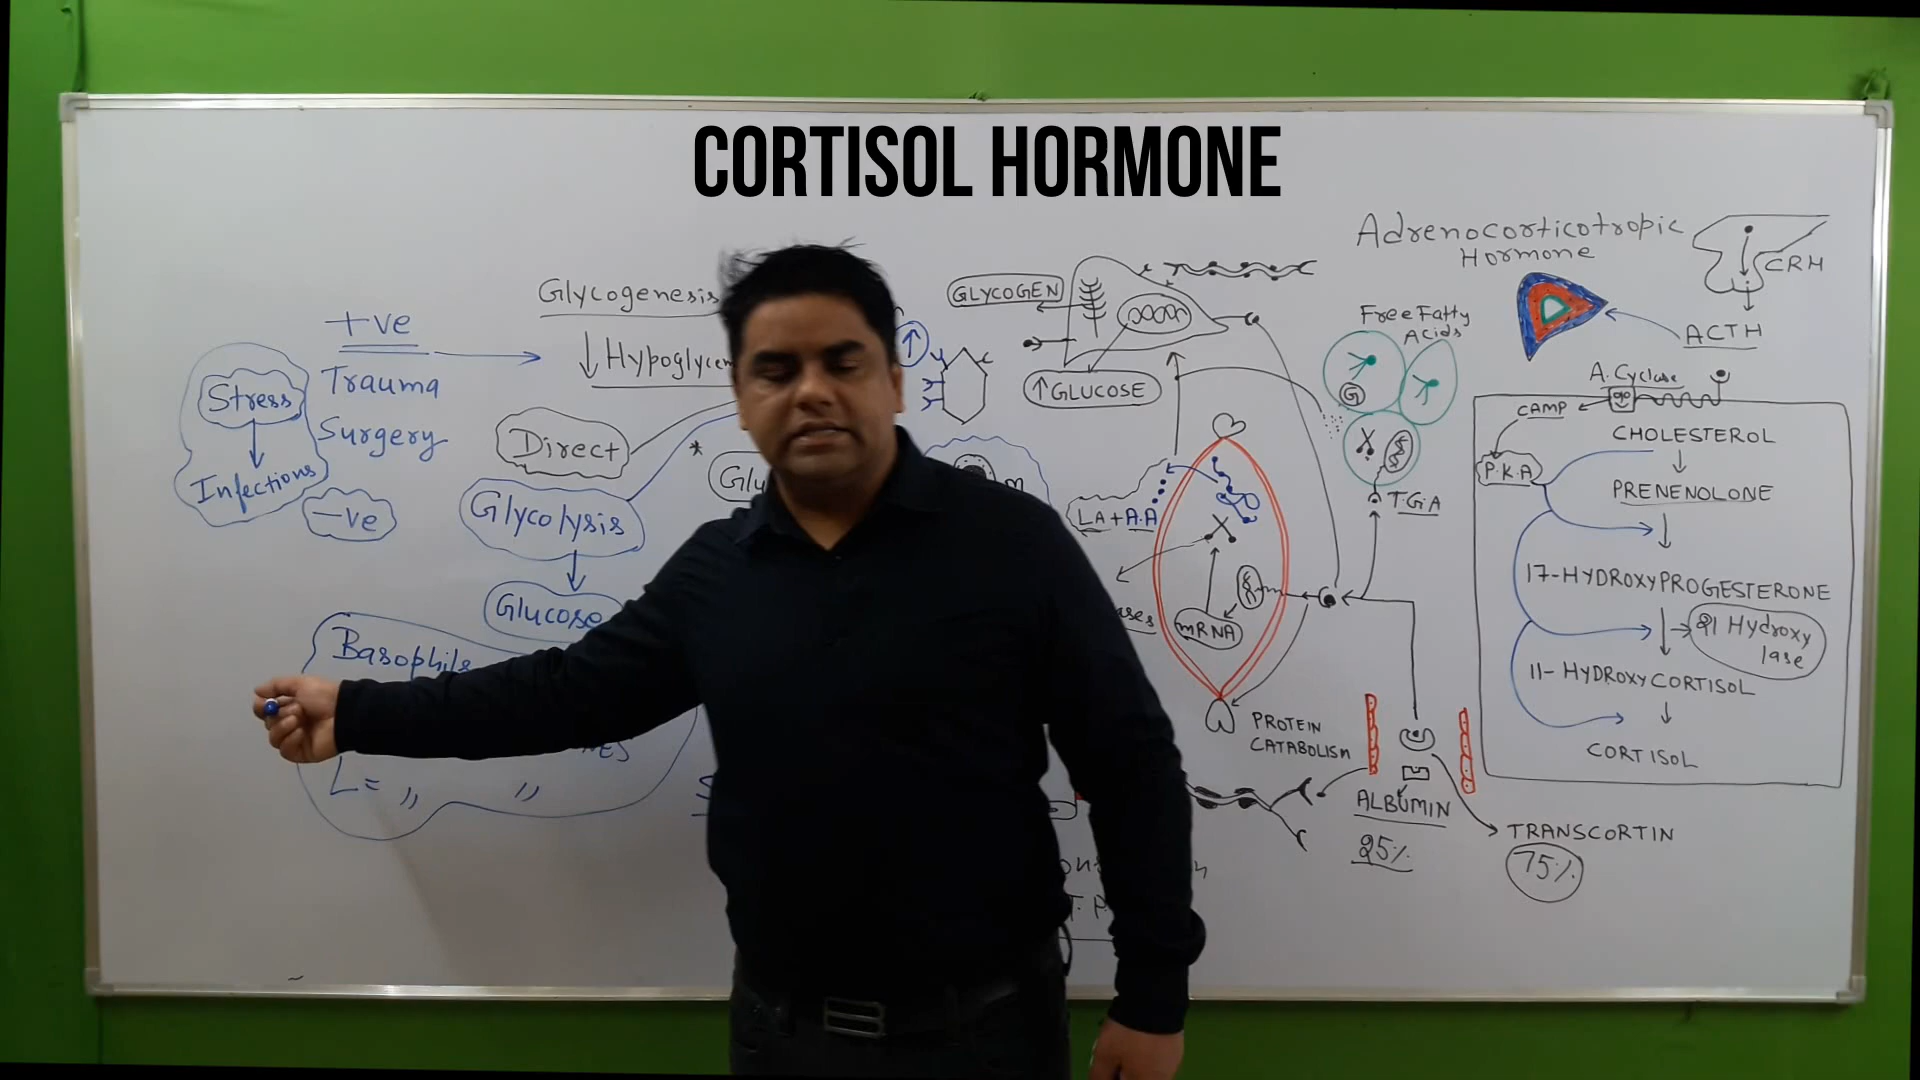 CORTISOL HORMONE
Adrenocorticotropic
Hormone
CRH
ACTH
Glycogenesis
+ve
Trauma
Surgery
Stress
Infections
-ve
Direct
Glycolysis
Glucose
Basophils
L = " "
GLYCOGEN
↑ GLUCOSE
Free Fatty
Acids
G
T.G.A
LA + A.A
mRNA
PROTEIN
CATABOLISM
ALBUMIN
25%
TRANSCORTIN
75%
A. Cyclase
CAMP
P.K.A
CHOLESTEROL
PRENENOLONE
17-HYDROXYPROGESTERONE
21 Hydroxy
lase
11-HYDROXYCORTISOL
CORTISOL